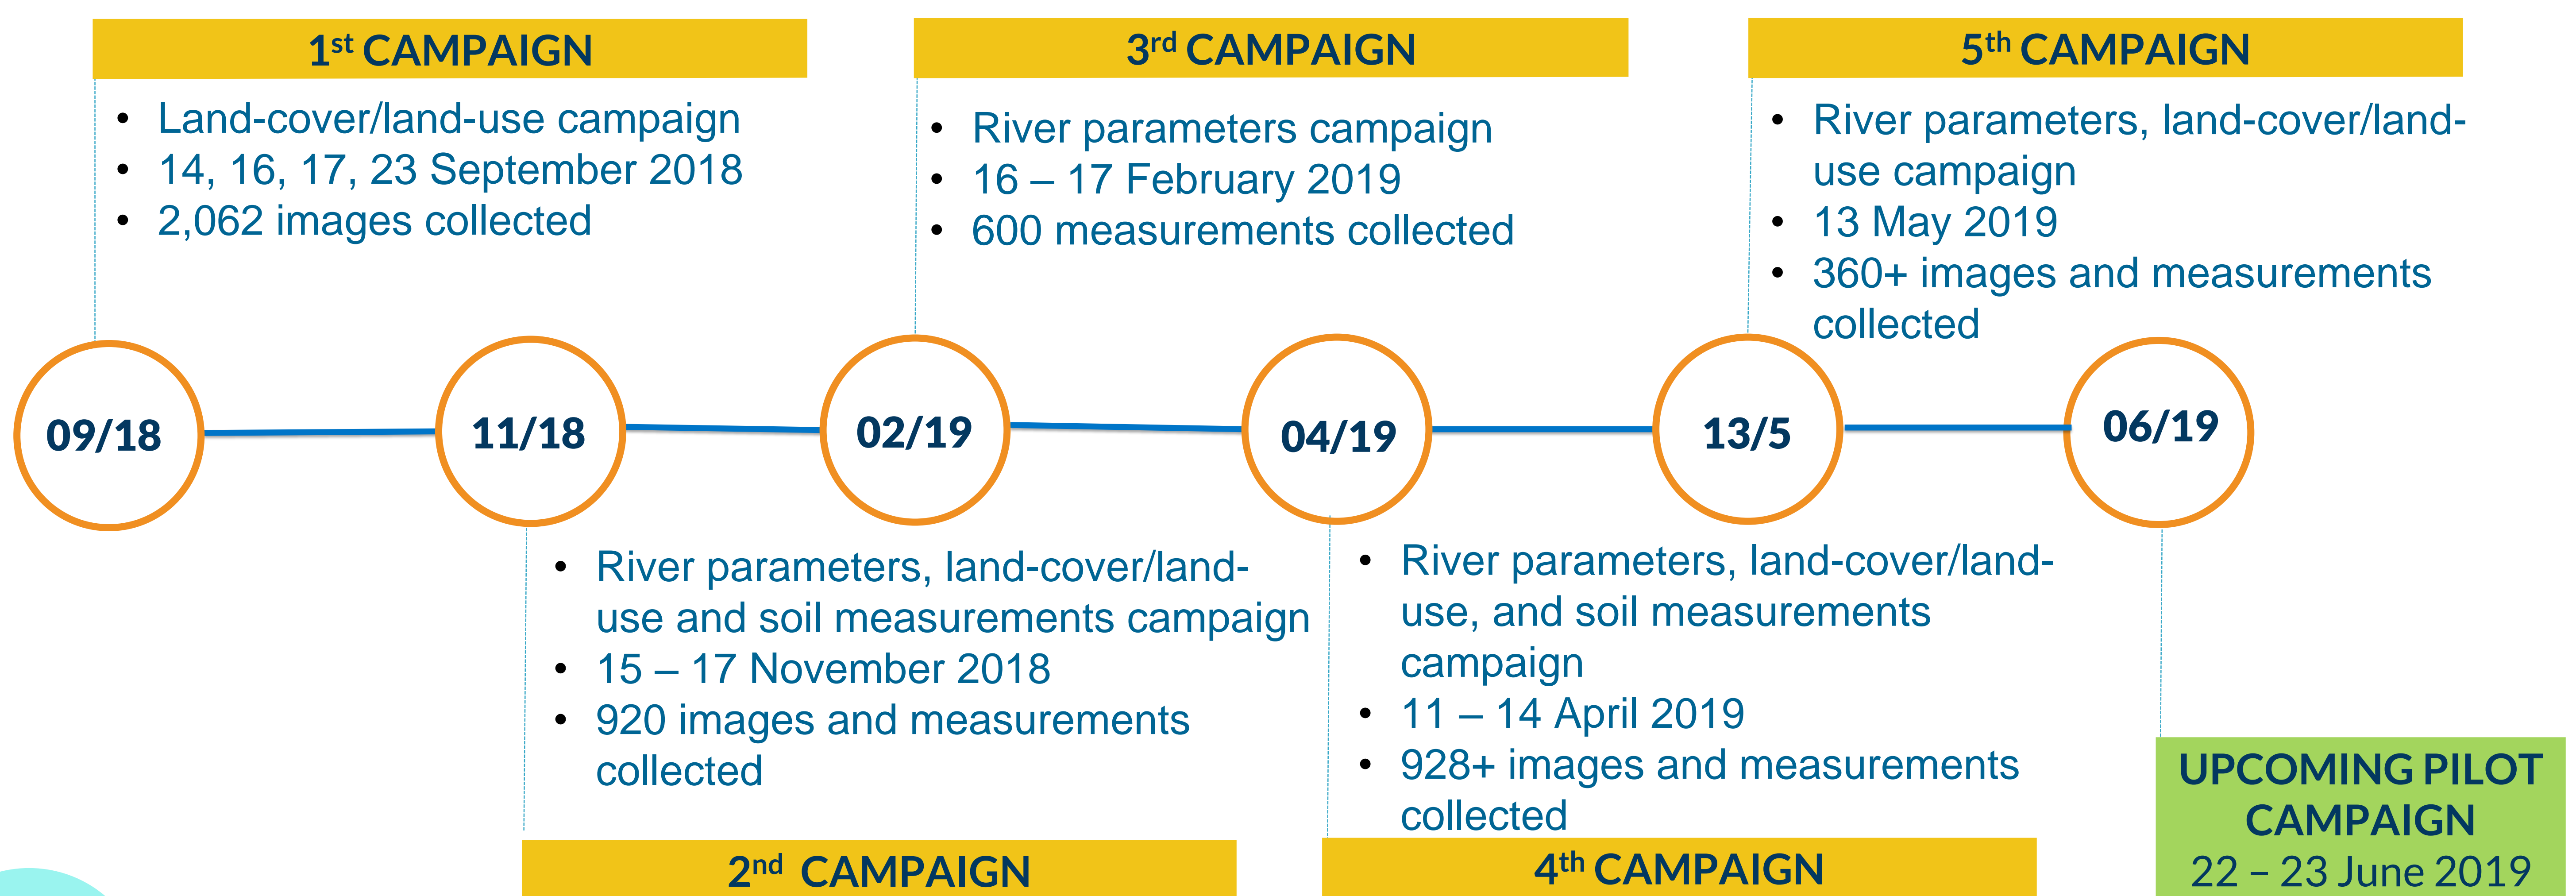 1st CAMPAIGN
• Land-cover/land-use campaign
• 14, 16, 17, 23 September 2018
• 2,062 images collected
3rd CAMPAIGN
• River parameters campaign
• 16 – 17 February 2019
• 600 measurements collected
5th CAMPAIGN
• River parameters, land-cover/land-
use campaign
• 13 May 2019
• 360+ images and measurements
collected
09/18
11/18
02/19
04/19
13/5
06/19
• River parameters, land-cover/land-
use and soil measurements campaign
• 15 – 17 November 2018
• 920 images and measurements
collected
2nd CAMPAIGN
• River parameters, land-cover/land-
use, and soil measurements
campaign
• 11 – 14 April 2019
• 928+ images and measurements
collected
4th CAMPAIGN
UPCOMING PILOT
CAMPAIGN
22 – 23 June 2019